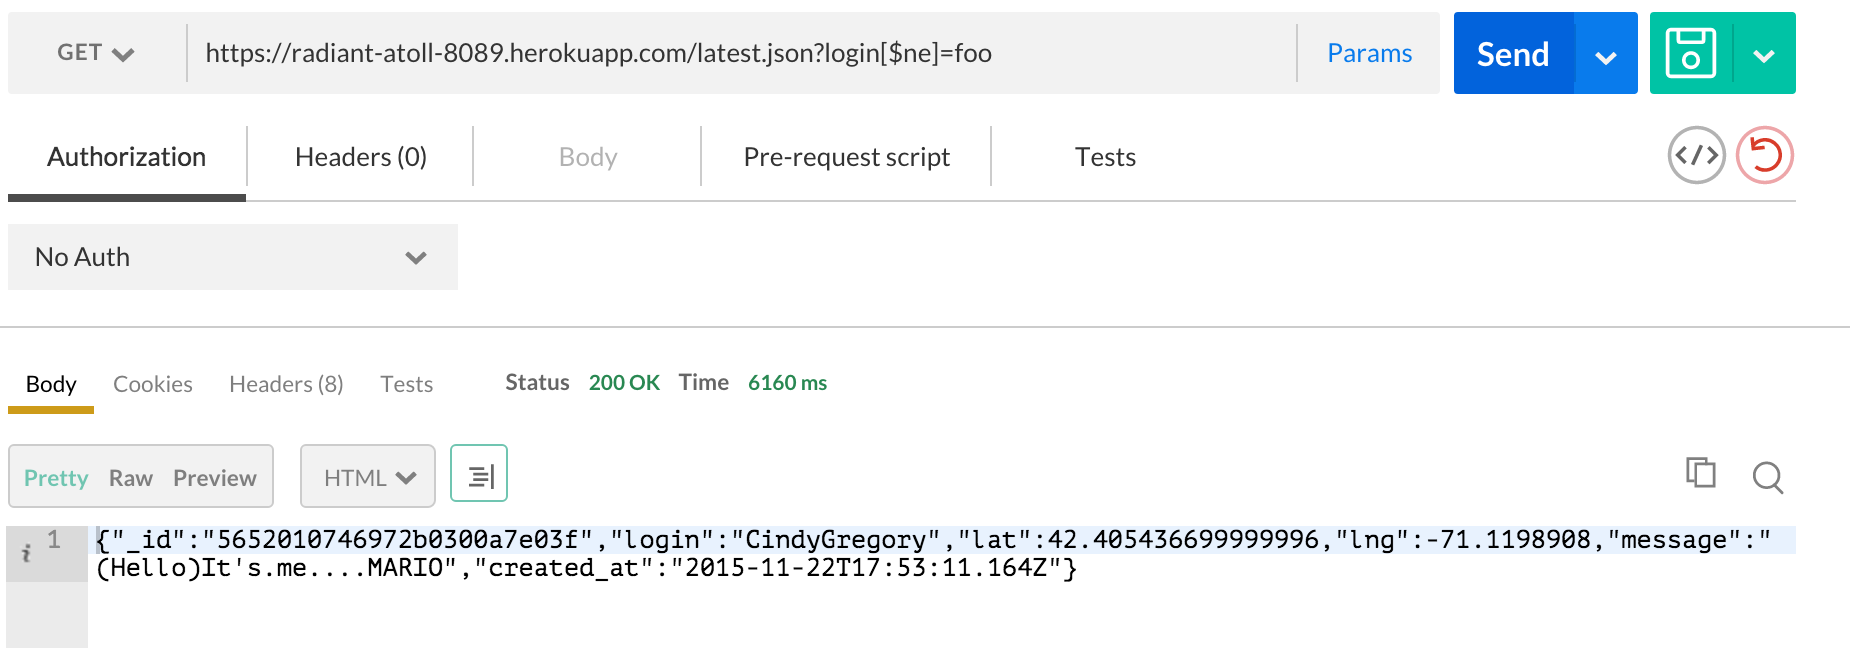 GET https://radiant-atoll-8089.herokuapp.com/latest.json?login[$ne]=foo Params Send
Authorization Headers (0) Body Pre-request script Tests </>
No Auth
Body Cookies Headers (8) Tests Status 200 OK Time 6160 ms
Pretty Raw Preview HTML
i 1 {"_id":"5652010746972b0300a7e03f","login":"CindyGregory","lat":42.405436699999996,"lng":-71.1198908,"message":"
(Hello)It's.me....MARIO","created_at":"2015-11-22T17:53:11.164Z"}